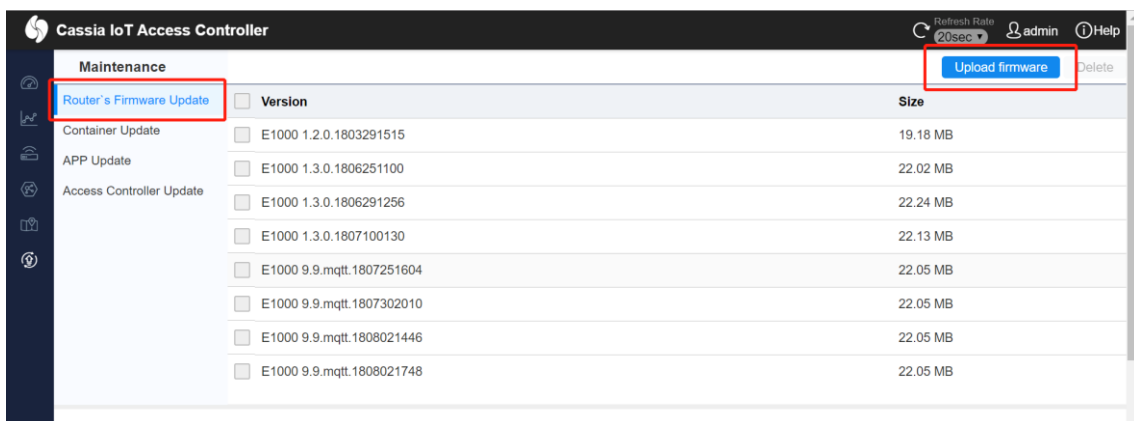 Cassia IoT Access Controller
Refresh Rate
20sec
admin
Help
Maintenance
Upload firmware
Delete
Router`s Firmware Update
Container Update
APP Update
Access Controller Update
Version Size
E1000 1.2.0.1803291515 19.18 MB
E1000 1.3.0.1806251100 22.02 MB
E1000 1.3.0.1806291256 22.24 MB
E1000 1.3.0.1807100130 22.13 MB
E1000 9.9.mqtt.1807251604 22.05 MB
E1000 9.9.mqtt.1807302010 22.05 MB
E1000 9.9.mqtt.1808021446 22.05 MB
E1000 9.9.mqtt.1808021748 22.05 MB